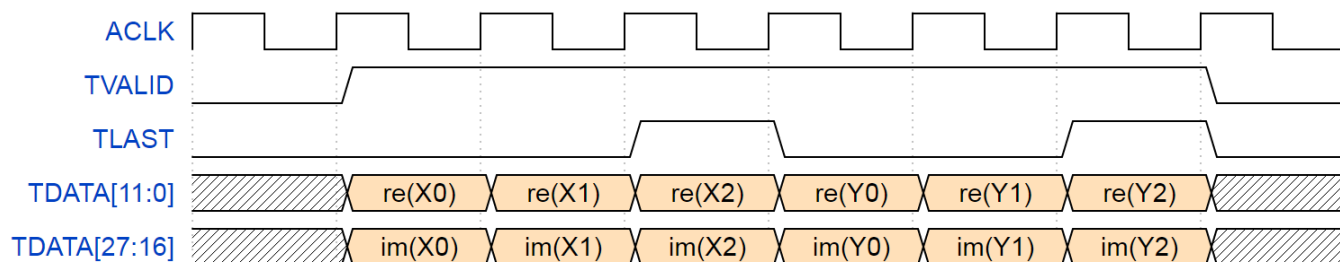 ACLK
TVALID
TLAST
TDATA[11:0] re(X0) re(X1) re(X2) re(Y0) re(Y1) re(Y2)
TDATA[27:16] im(X0) im(X1) im(X2) im(Y0) im(Y1) im(Y2)